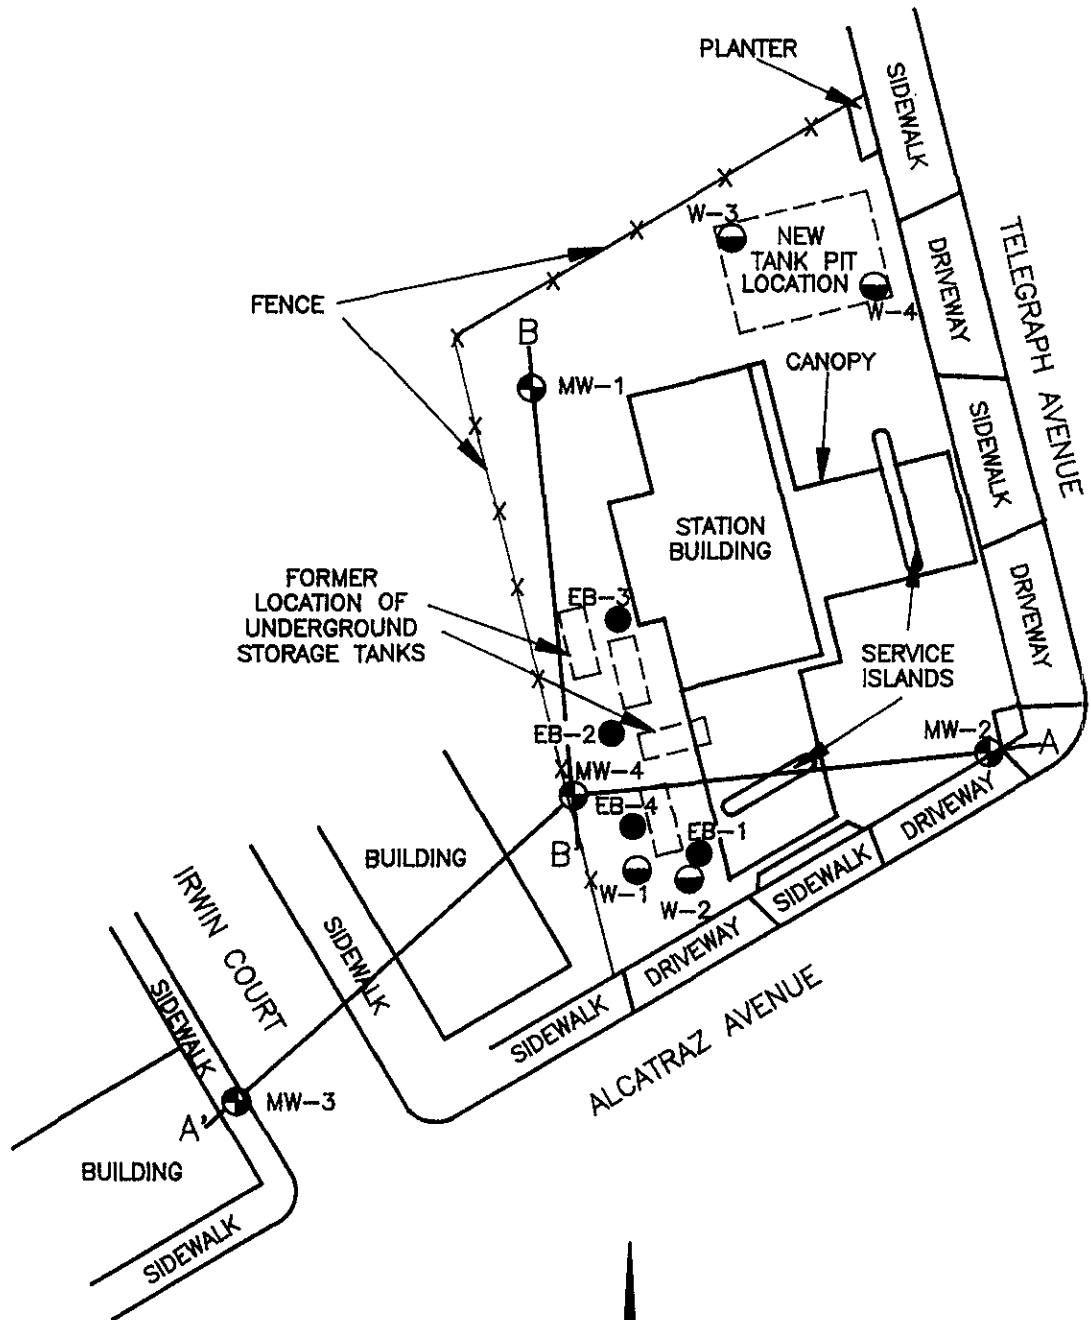 PLANTER
SIDEWALK
W-3
NEW
TANK PIT
LOCATION
W-4
DRIVEWAY
TELEGRAPH AVENUE
FENCE
B
MW-1
CANOPY
SIDEWALK
STATION
BUILDING
FORMER
LOCATION OF
UNDERGROUND
STORAGE TANKS
EB-3
DRIVEWAY
SERVICE
ISLANDS
EB-2
MW-2
A
MW-4
EB-4
EB-1
B'
W-1
W-2
DRIVEWAY
SIDEWALK
DRIVEWAY
SIDEWALK
BUILDING
IRWIN COURT
SIDEWALK
ALCATRAZ AVENUE
SIDEWALK
MW-3
A'
BUILDING
SIDEWALK